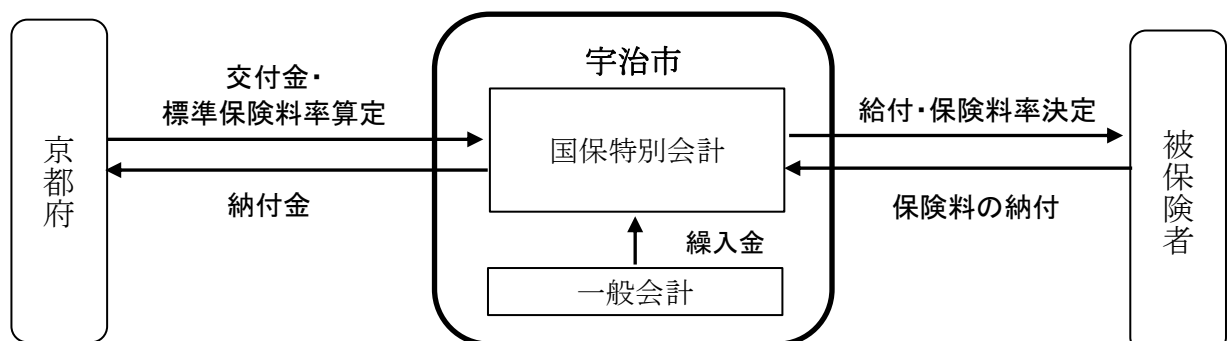 京都府
交付金・
標準保険料率算定
納付金
宇治市
国保特別会計
繰入金
一般会計
給付・保険料率決定
保険料の納付
被保険者